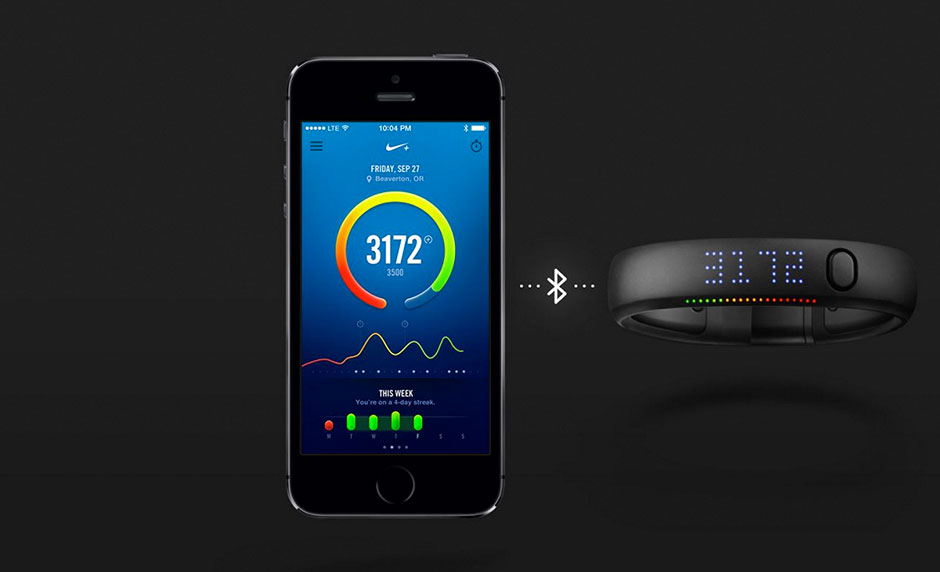 LTE
10:04 PM
FRIDAY, SEP 27
Beaverton, OR
3172
3500
THIS WEEK
You're on a 4-day streak.
M T W T F S S
3172